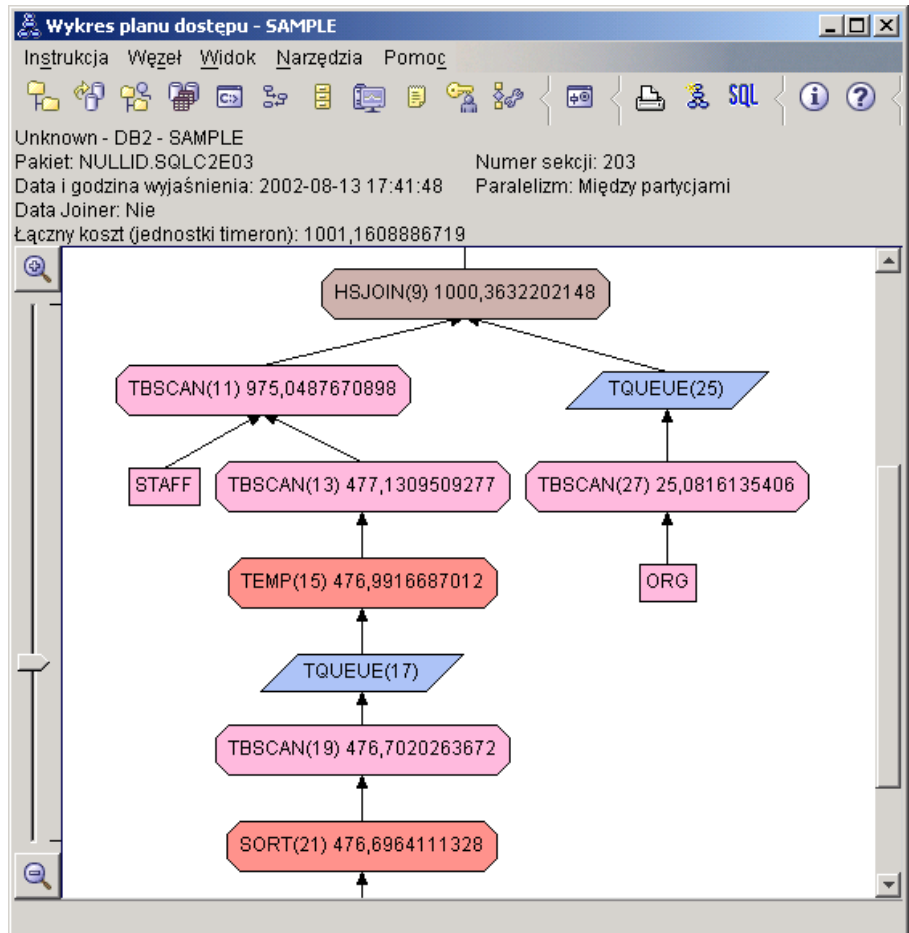 Wykres planu dostępu - SAMPLE
Instrukcja Węzeł Widok Narzędzia Pomoc
SQL
Unknown - DB2 - SAMPLE
Pakiet: NULLID.SQLC2E03 Numer sekcji: 203
Data i godzina wyjaśnienia: 2002-08-13 17:41:48 Paralelizm: Między partycjami
Data Joiner: Nie
Łączny koszt (jednostki timeron): 1001,1608886719
HSJOIN(9) 1000,3632202148
TBSCAN(11) 975,0487670898
TQUEUE(25)
STAFF
TBSCAN(13) 477,1309509277
TBSCAN(27) 25,0816135406
TEMP(15) 476,9916687012
ORG
TQUEUE(17)
TBSCAN(19) 476,7020263672
SORT(21) 476,6964111328